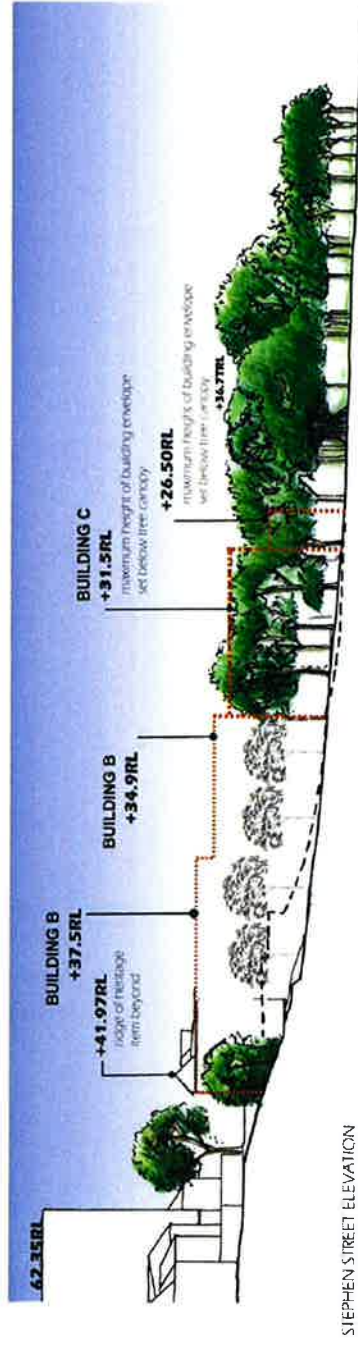 62.35RL
BUILDING B
+37.5RL
+41.97RL
ridge of heritage
item beyond
BUILDING B
+34.9RL
BUILDING C
+31.5RL
maximum height of building envelope
set below tree canopy
+26.50RL
maximum height of building envelope
set below tree canopy
+36.77RL
STEPHEN STREET ELEVATION